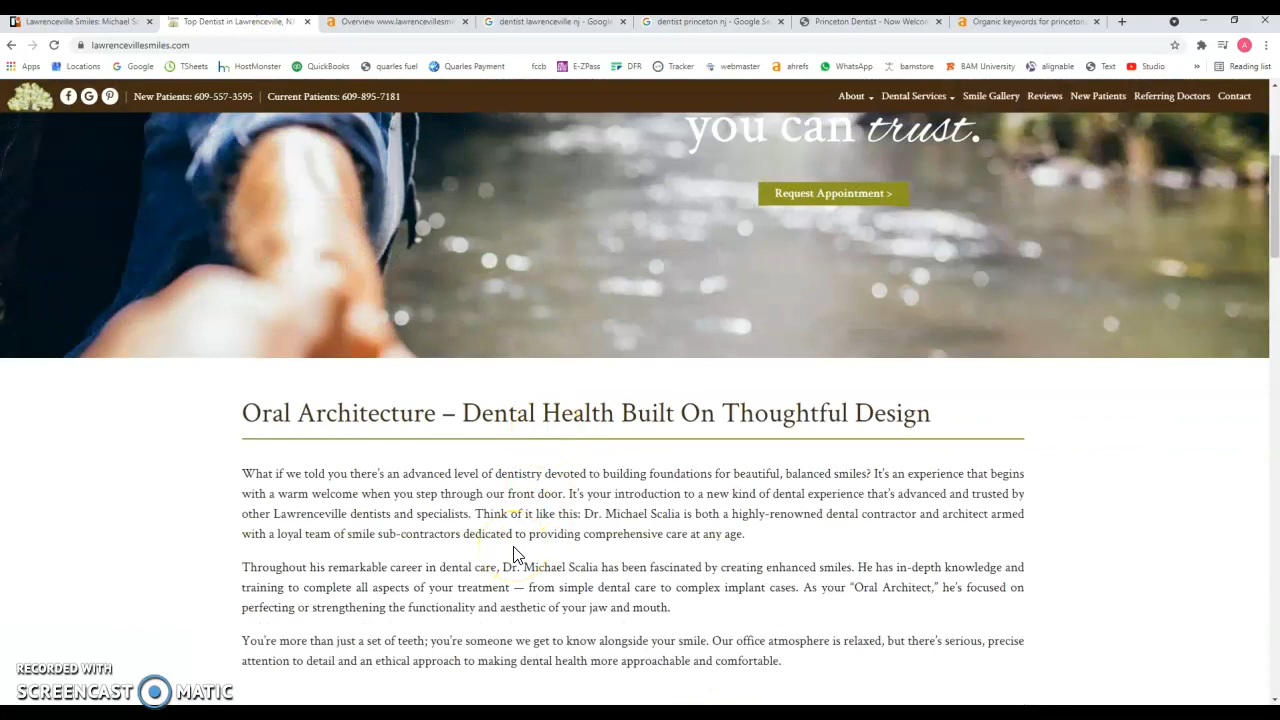 Lawrenceville Smiles: Michael S
Top Dentist in Lawrenceville, NJ
Overview www.lawrencevillesmil
dentist lawrenceville nj - Google
dentist princeton nj - Google Se
Princeton Dentist - Now Welcom
Organic keywords for princeton
lawrencevillesmiles.com
A
Apps
Locations
Google
TSheets
HostMonster
QuickBooks
quarles fuel
Quarles Payment
fccb
E-ZPass
DFR
Tracker
webmaster
ahrefs
WhatsApp
barnstore
BAM University
alignable
Text
Studio
»
Reading list
New Patients: 609-557-3595 | Current Patients: 609-895-7181
About
Dental Services
Smile Gallery
Reviews
New Patients
Referring Doctors
Contact
you can trust.
Request Appointment >
Oral Architecture – Dental Health Built On Thoughtful Design
What if we told you there's an advanced level of dentistry devoted to building foundations for beautiful, balanced smiles? It's an experience that begins
with a warm welcome when you step through our front door. It's your introduction to a new kind of dental experience that's advanced and trusted by
other Lawrenceville dentists and specialists. Think of it like this: Dr. Michael Scalia is both a highly-renowned dental contractor and architect armed
with a loyal team of smile sub-contractors dedicated to providing comprehensive care at any age.
Throughout his remarkable career in dental care, Dr. Michael Scalia has been fascinated by creating enhanced smiles. He has in-depth knowledge and
training to complete all aspects of your treatment — from simple dental care to complex implant cases. As your “Oral Architect,” he's focused on
perfecting or strengthening the functionality and aesthetic of your jaw and mouth.
You're more than just a set of teeth; you're someone we get to know alongside your smile. Our office atmosphere is relaxed, but there's serious, precise
attention to detail and an ethical approach to making dental health more approachable and comfortable.
RECORDED WITH
SCREENCAST MATIC